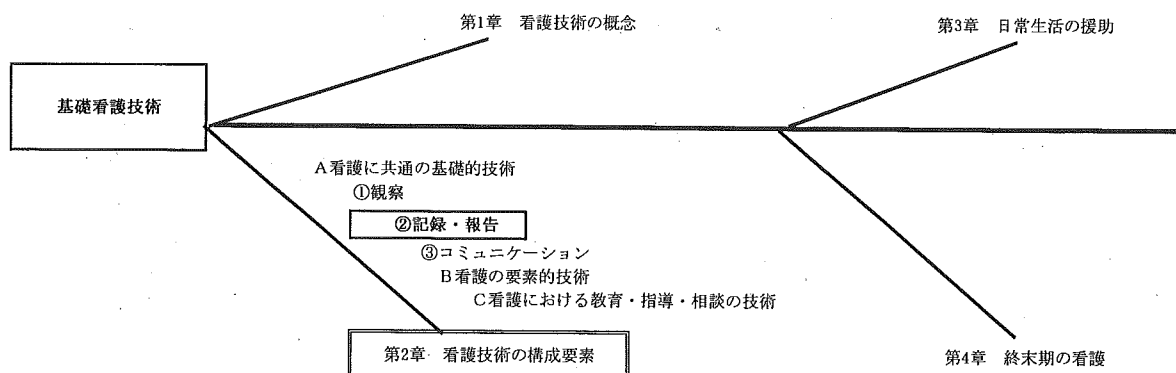 第1章 看護技術の概念
第3章 日常生活の援助
基礎看護技術
A看護に共通の基礎的技術
①観察
②記録・報告
③コミュニケーション
B看護の要素的技術
C看護における教育・指導・相談の技術
第2章 看護技術の構成要素
第4章 終末期の看護